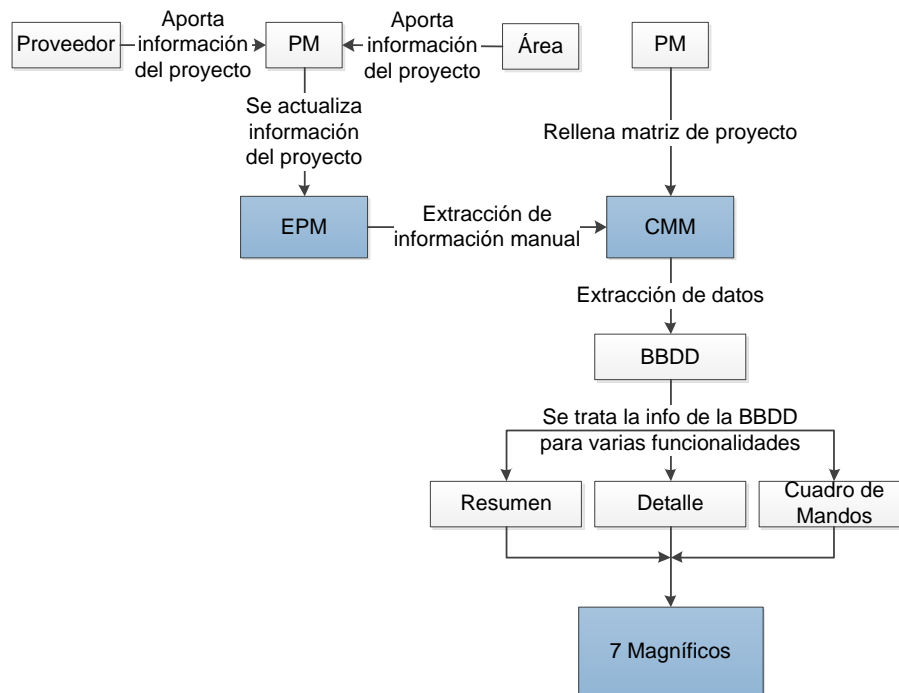 Proveedor
Aporta
información
del proyecto
PM
Aporta
información
del proyecto
Área
PM
Se actualiza
información
del proyecto
Rellena matriz de proyecto
EPM
Extracción de
información manual
CMM
Extracción de datos
BBDD
Se trata la info de la BBDD
para varias funcionalidades
Resumen
Detalle
Cuadro de
Mandos
7 Magníficos